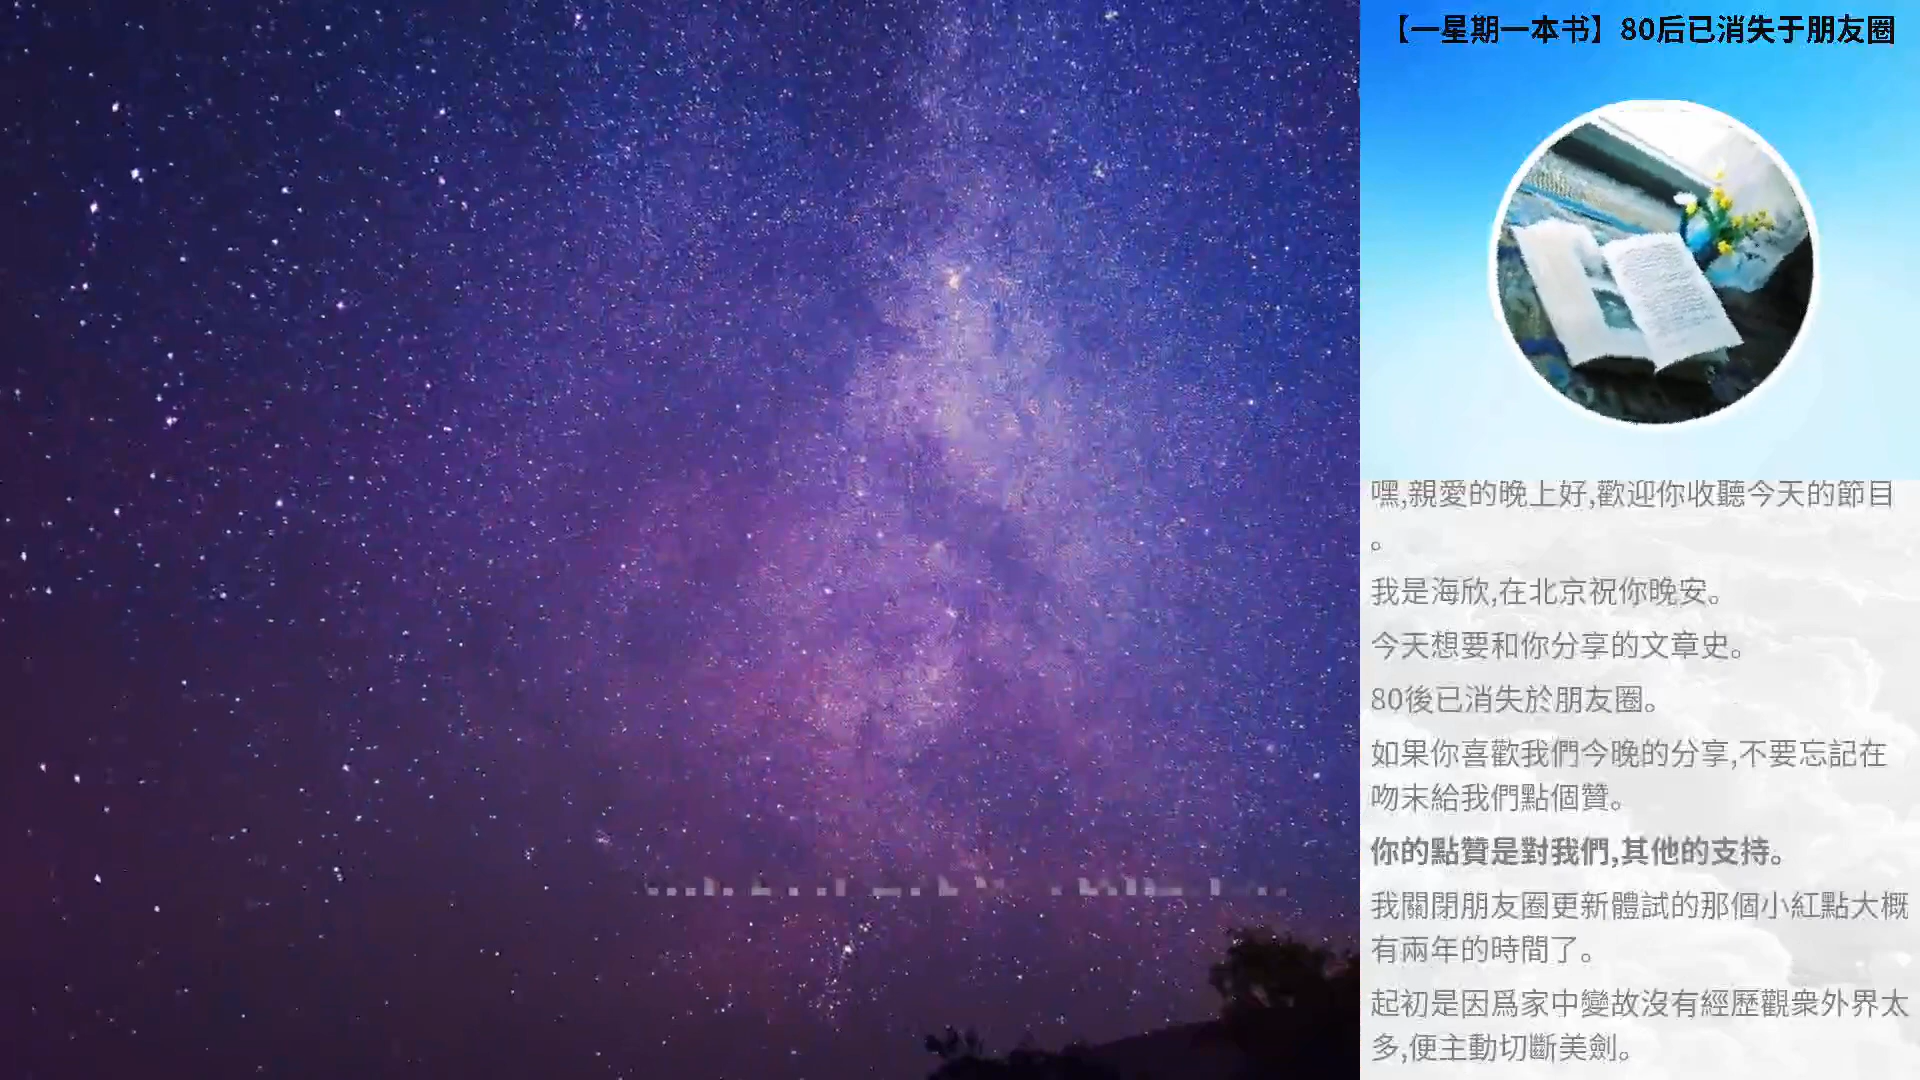 【一星期一本书】80后已消失于朋友圈
嘿,親愛的晚上好,歡迎你收聽今天的節目
。
我是海欣,在北京祝你晚安。
今天想要和你分享的文章史。
80後已消失於朋友圈。
如果你喜歡我們今晚的分享,不要忘記在
吻末給我們點個贊。
你的點贊是對我們,其他的支持。
我關閉朋友圈更新體試的那個小紅點大概
有兩年的時間了。
起初是因爲家中變故沒有經歷觀衆外界太
多,便主動切斷美劍。